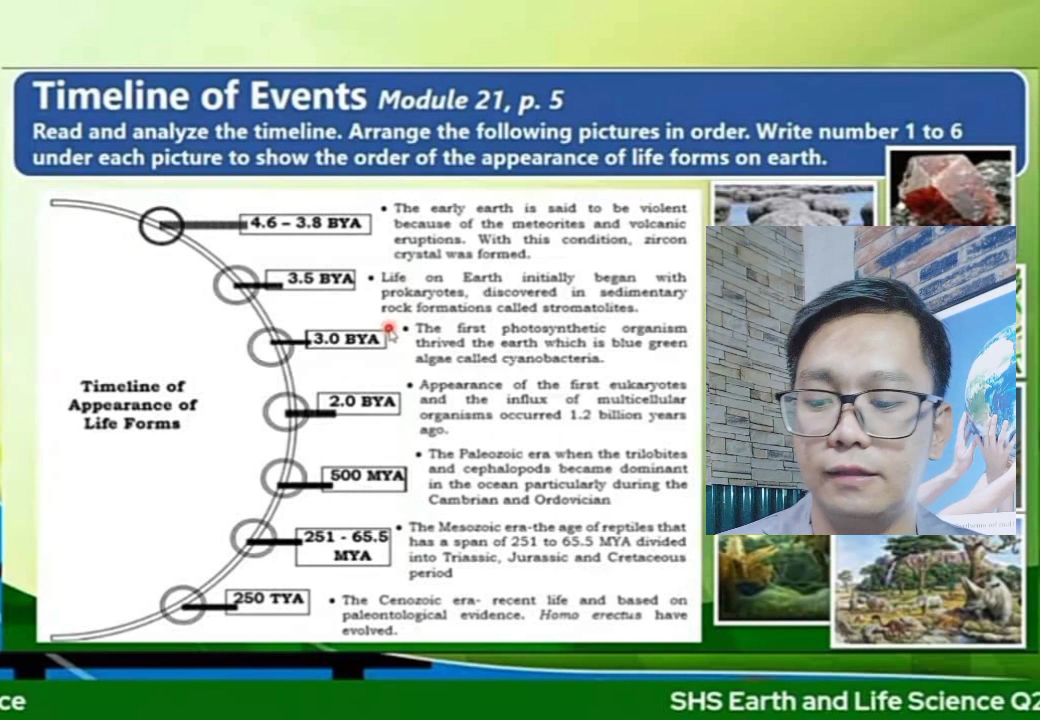 Timeline of Events Module 21, p. 5
Read and analyze the timeline. Arrange the following pictures in order. Write number 1 to 6
under each picture to show the order of the appearance of life forms on earth.
4.6 – 3.8 BYA
• The early earth is said to be violent
because of the meteorites and volcanic
eruptions. With this condition, zircon
crystal was formed.
3.5 BYA
• Life on Earth initially began with
prokaryotes, discovered in sedimentary
rock formations called stromatolites.
3.0 BYA
• The first photosynthetic organism
thrived the earth which is blue green
algae called cyanobacteria.
Timeline of
Appearance of
Life Forms
2.0 BYA
• Appearance of the first eukaryotes
and the influx of multicellular
organisms occurred 1.2 billion years
ago.
500 MYA
• The Paleozoic era when the trilobites
and cephalopods became dominant
in the ocean particularly during the
Cambrian and Ordovician
251 - 65.5
MYA
• The Mesozoic era-the age of reptiles that
has a span of 251 to 65.5 MYA divided
into Triassic, Jurassic and Cretaceous
period
250 TYA
• The Cenozoic era- recent life and based on
paleontological evidence. Homo erectus have
evolved.
ce
SHS Earth and Life Science Q2